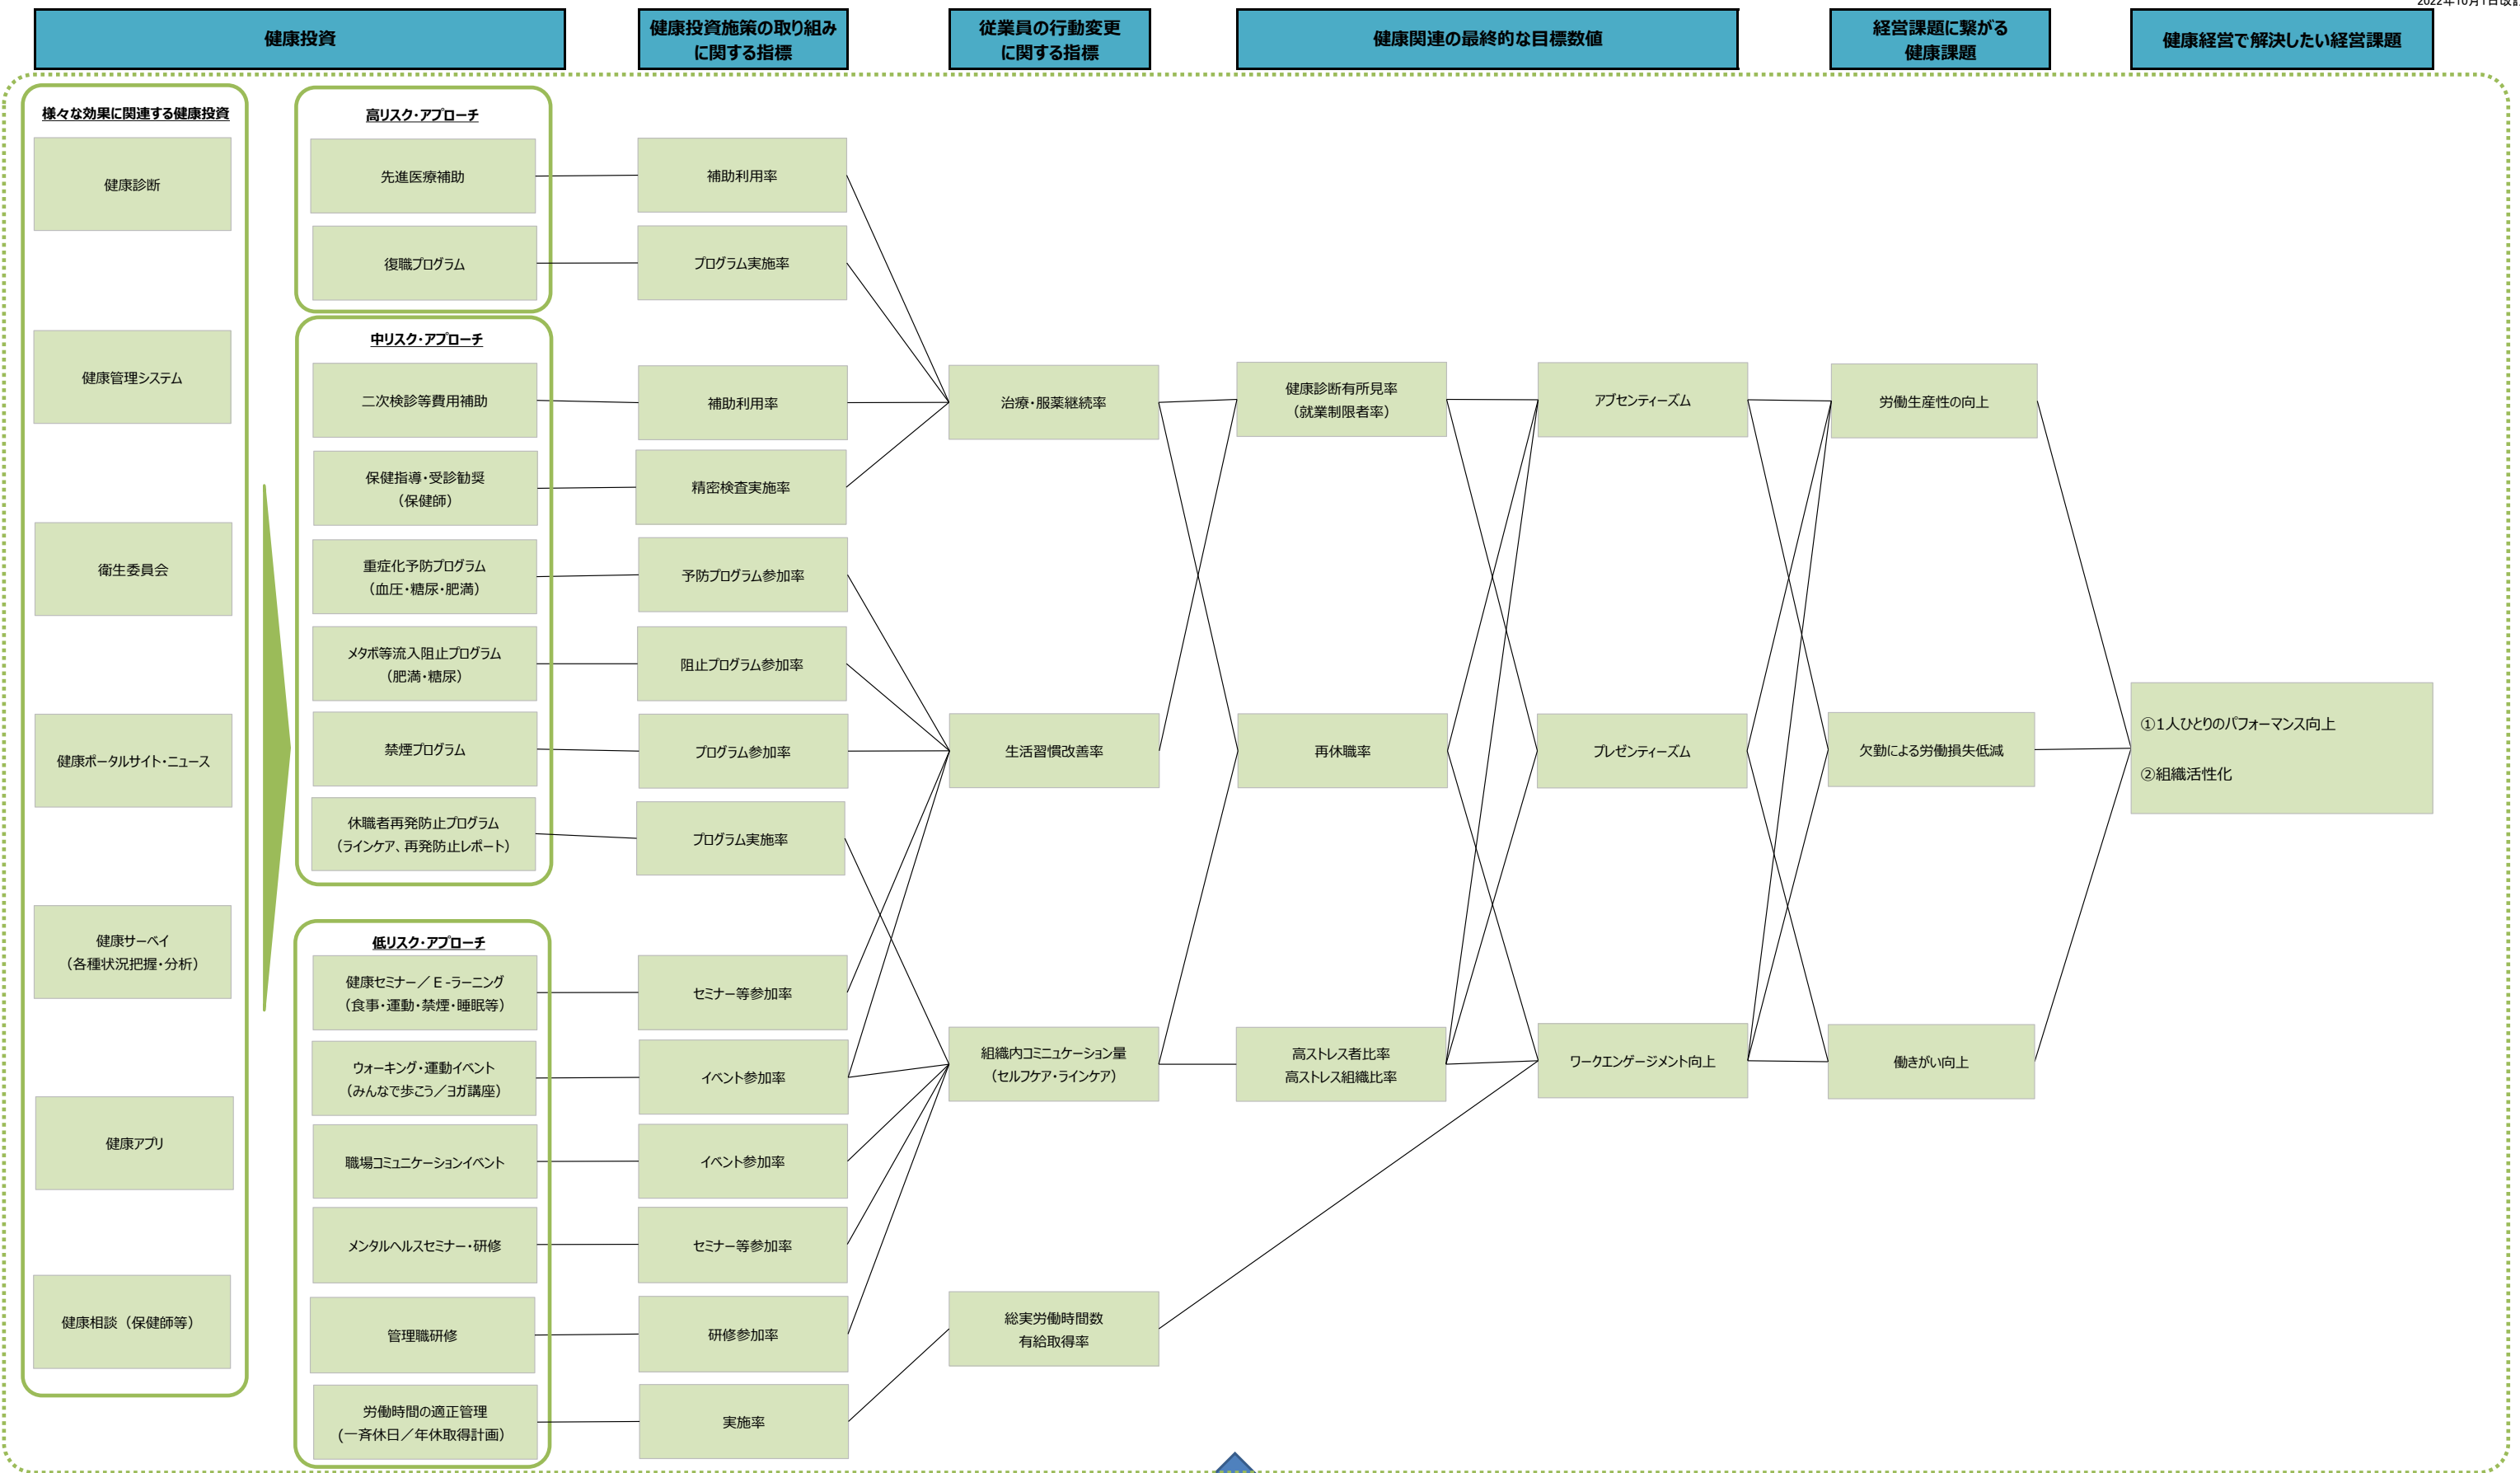 2022年10月1日改訂
健康投資
健康投資施策の取り組み
に関する指標
従業員の行動変更
に関する指標
健康関連の最終的な目標数値
経営課題に繋がる
健康課題
健康経営で解決したい経営課題
様々な効果に関連する健康投資
健康診断
健康管理システム
衛生委員会
健康ポータルサイト・ニュース
健康サーベイ
（各種状況把握・分析）
健康アプリ
健康相談（保健師等）
高リスク・アプローチ
先進医療補助
復職プログラム
中リスク・アプローチ
二次検診等費用補助
保健指導・受診勧奨
（保健師）
重症化予防プログラム
（血圧・糖尿・肥満）
メタボ等流入阻止プログラム
（肥満・糖尿）
禁煙プログラム
休職者再発防止プログラム
（ラインケア、再発防止レポート）
低リスク・アプローチ
健康セミナー／Ｅ-ラーニング
（食事・運動・禁煙・睡眠等）
ウォーキング・運動イベント
（みんなで歩こう／ヨガ講座）
職場コミュニケーションイベント
メンタルヘルスセミナー・研修
管理職研修
労働時間の適正管理
(一斉休日／年休取得計画）
補助利用率
プログラム実施率
補助利用率
精密検査実施率
予防プログラム参加率
阻止プログラム参加率
プログラム参加率
プログラム実施率
セミナー等参加率
イベント参加率
イベント参加率
セミナー等参加率
研修参加率
実施率
治療・服薬継続率
生活習慣改善率
組織内コミニュケーション量
（セルフケア・ラインケア）
総実労働時間数
有給取得率
健康診断有所見率
（就業制限者率）
再休職率
高ストレス者比率
高ストレス組織比率
アブセンティーズム
プレゼンティーズム
ワークエンゲージメント向上
労働生産性の向上
欠勤による労働損失低減
働きがい向上
①1人ひとりのパフォーマンス向上
②組織活性化